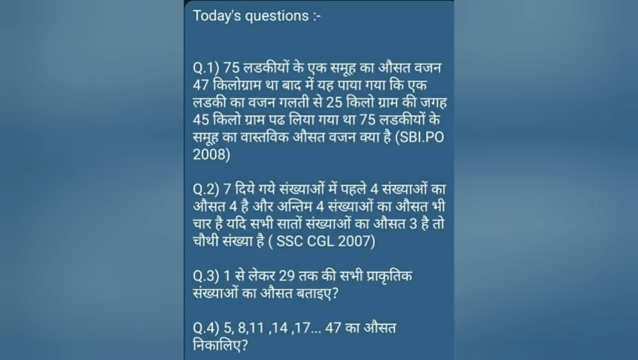 Today's questions :-
Q.1) 75 लडकीयों के एक समूह का औसत वजन
47 किलोग्राम था बाद में यह पाया गया कि एक
लडकी का वजन गलती से 25 किलो ग्राम की जगह
45 किलो ग्राम पढ लिया गया था 75 लडकीयों के
समूह का वास्तविक औसत वजन क्या है (SBI.PO
2008)
Q.2) 7 दिये गये संख्याओं में पहले 4 संख्याओं का
औसत 4 है और अन्तिम 4 संख्याओं का औसत भी
चार है यदि सभी सातों संख्याओं का औसत 3 है तो
चौथी संख्या है ( SSC CGL 2007)
Q.3) 1 से लेकर 29 तक की सभी प्राकृतिक
संख्याओं का औसत बताइए?
Q.4) 5, 8,11 ,14 ,17... 47 का औसत
निकालिए?